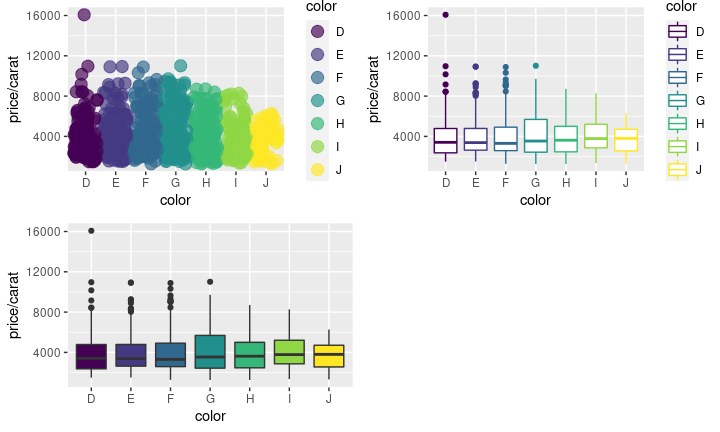 16000
12000
8000
4000
price/carat
D E F G H I J
color
color
D
E
F
G
H
I
J
16000
12000
8000
4000
price/carat
D E F G H I J
color
color
D
E
F
G
H
I
J
16000
12000
8000
4000
price/carat
D E F G H I J
color